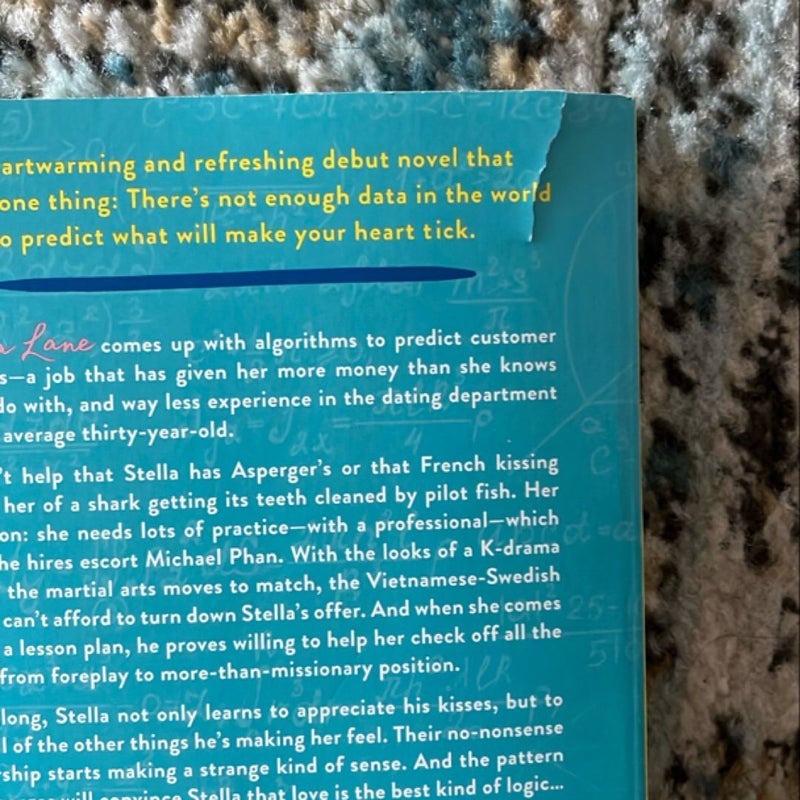 artwarming and refreshing debut novel that
one thing: There's not enough data in the world
o predict what will make your heart tick.
a Lane comes up with algorithms to predict customer
s—a job that has given her more money than she knows
do with, and way less experience in the dating department
average thirty-year-old.
't help that Stella has Asperger's or that French kissing
her of a shark getting its teeth cleaned by pilot fish. Her
on: she needs lots of practice—with a professional—which
he hires escort Michael Phan. With the looks of a K-drama
the martial arts moves to match, the Vietnamese-Swedish
can't afford to turn down Stella's offer. And when she comes
a lesson plan, he proves willing to help her check off all the
from foreplay to more-than-missionary position.
long, Stella not only learns to appreciate his kisses, but to
l of the other things he's making her feel. Their no-nonsense
rship starts making a strange kind of sense. And the pattern
will convince Stella that love is the best kind of logic...